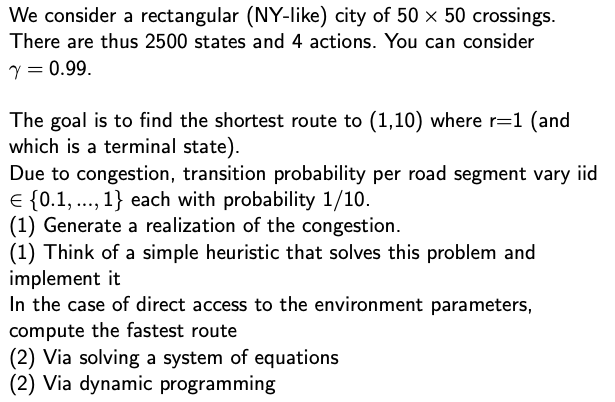 We consider a rectangular (NY-like) city of 50 × 50 crossings.
There are thus 2500 states and 4 actions. You can consider
γ = 0.99.
The goal is to find the shortest route to (1,10) where r=1 (and
which is a terminal state).
Due to congestion, transition probability per road segment vary iid
∈ {0.1, ..., 1} each with probability 1/10.
(1) Generate a realization of the congestion.
(1) Think of a simple heuristic that solves this problem and
implement it
In the case of direct access to the environment parameters,
compute the fastest route
(2) Via solving a system of equations
(2) Via dynamic programming